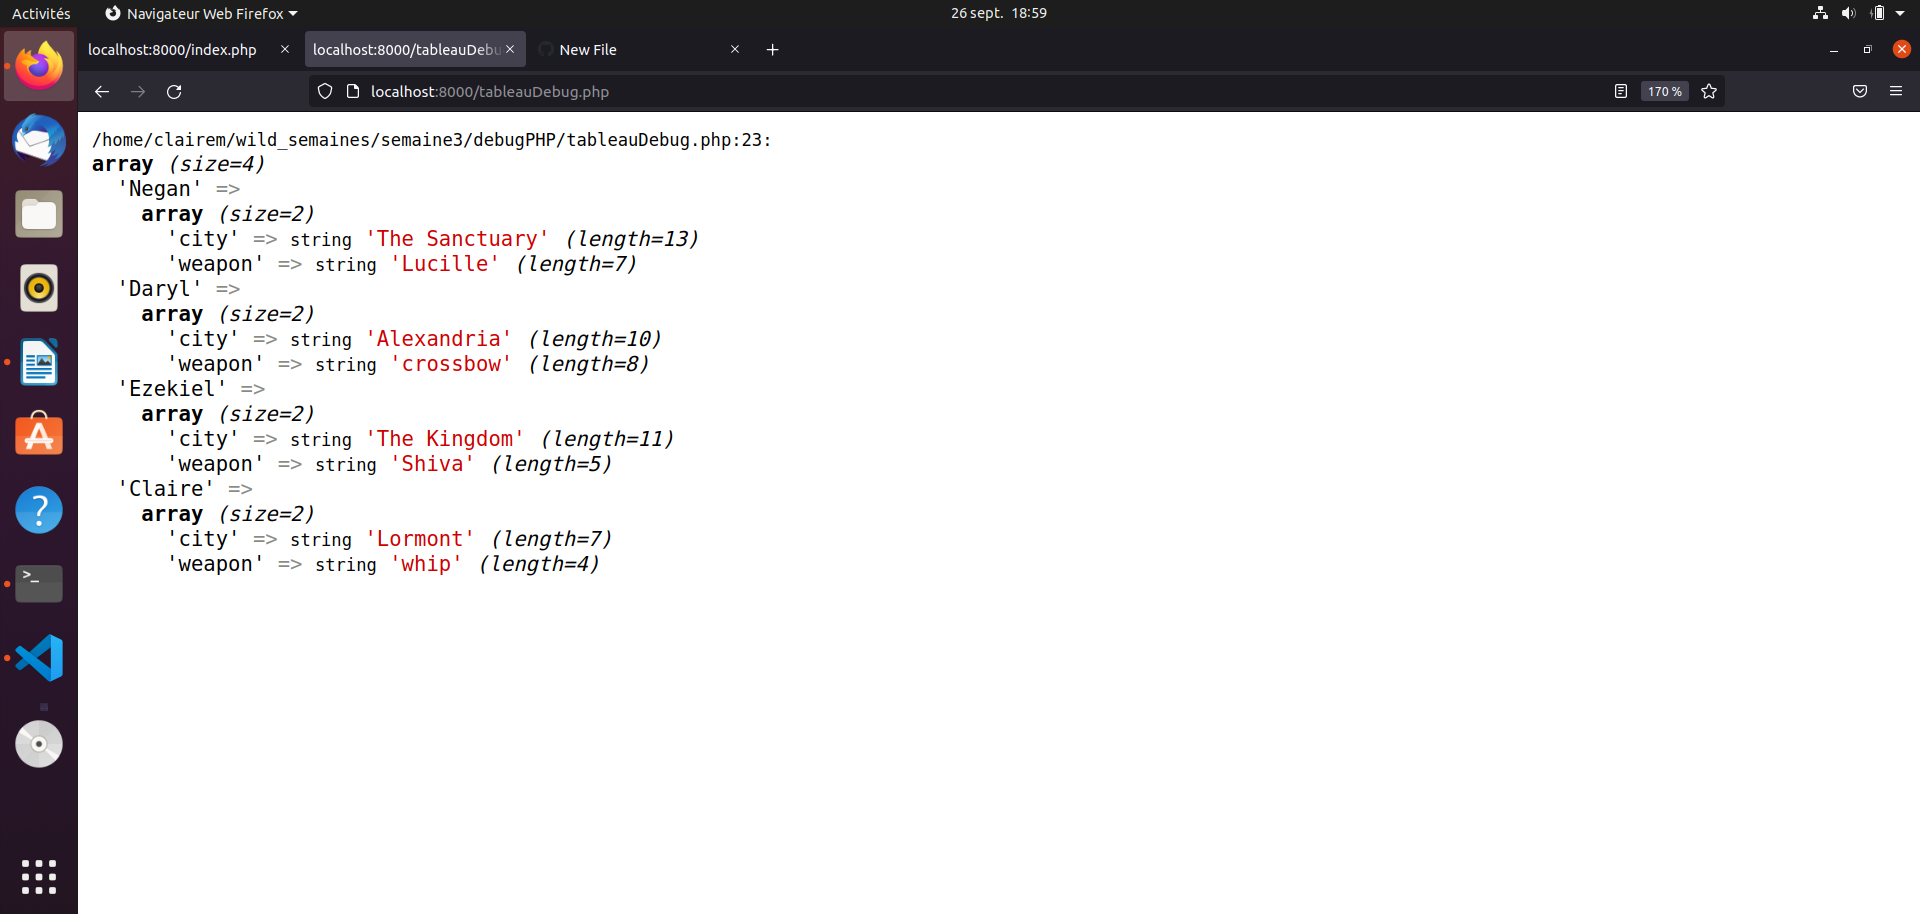 Activités
Navigateur Web Firefox
26 sept. 18:59
localhost:8000/index.php
localhost:8000/tableauDebu
New File
localhost:8000/tableauDebug.php
170 %
/home/clairem/wild_semaines/semaine3/debugPHP/tableauDebug.php:23:
array (size=4)
'Negan' =>
array (size=2)
'city' => string 'The Sanctuary' (length=13)
'weapon' => string 'Lucille' (length=7)
'Daryl' =>
array (size=2)
'city' => string 'Alexandria' (length=10)
'weapon' => string 'crossbow' (length=8)
'Ezekiel' =>
array (size=2)
'city' => string 'The Kingdom' (length=11)
'weapon' => string 'Shiva' (length=5)
'Claire' =>
array (size=2)
'city' => string 'Lormont' (length=7)
'weapon' => string 'whip' (length=4)